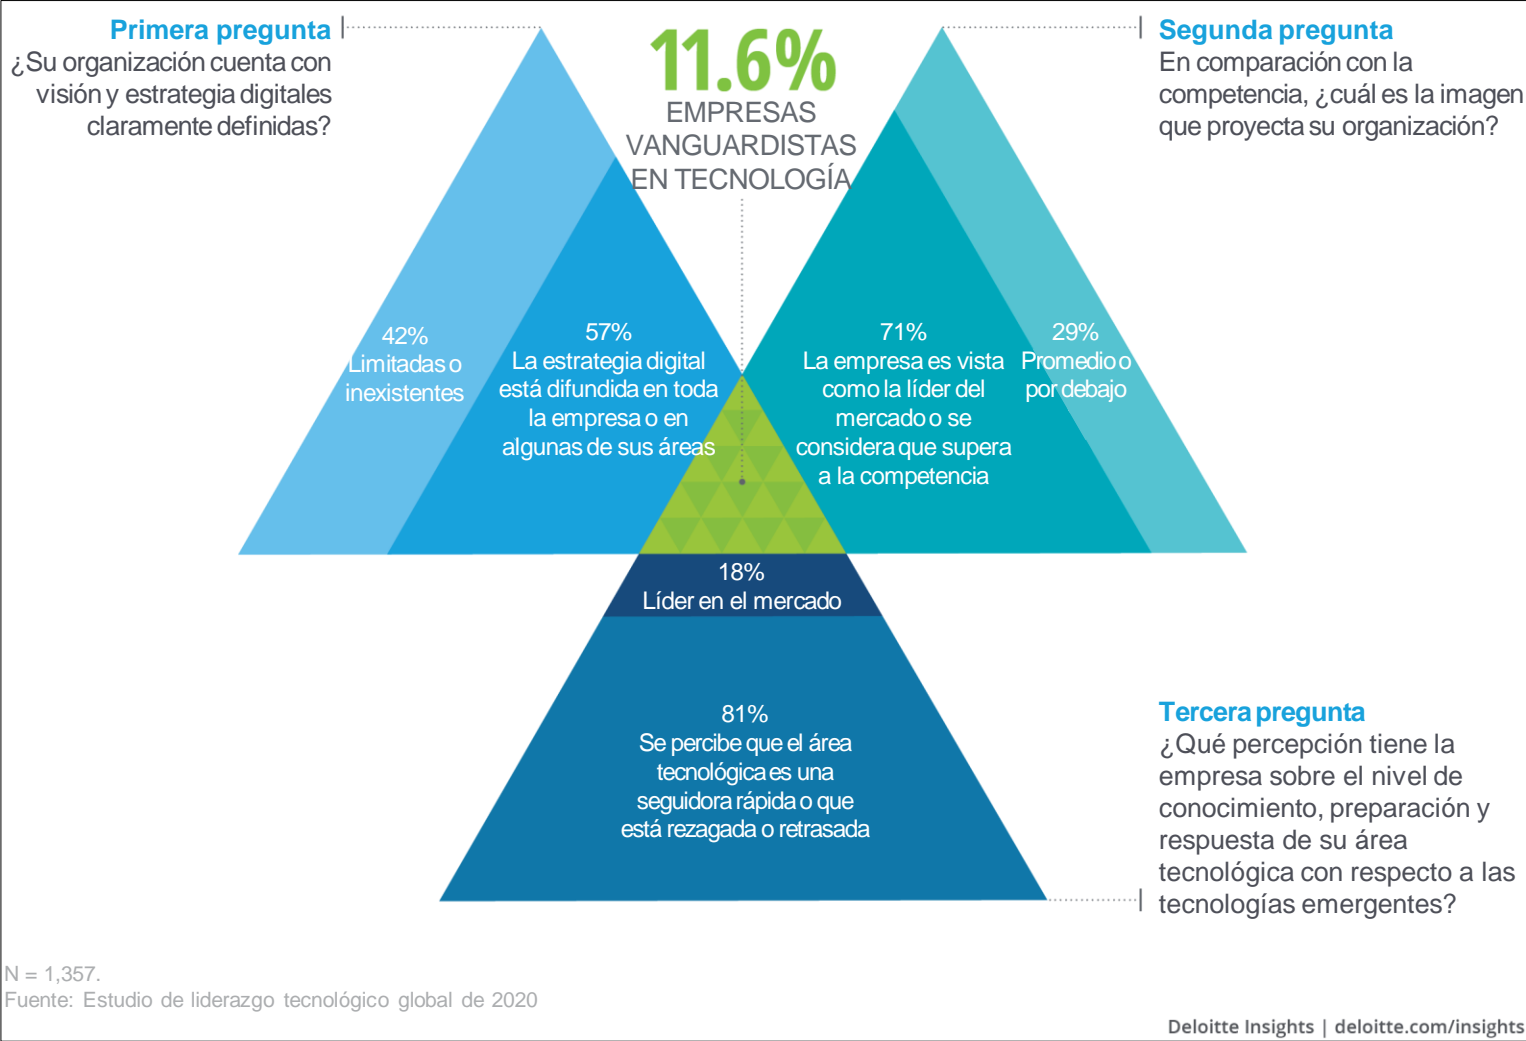 Primera pregunta
¿Su organización cuenta con
visión y estrategia digitales
claramente definidas?
11.6%
EMPRESAS
VANGUARDISTAS
EN TECNOLOGÍA
Segunda pregunta
En comparación con la
competencia, ¿cuál es la imagen
que proyecta su organización?
42%
Limitadas o
inexistentes
57%
La estrategia digital
está difundida en toda
la empresa o en
algunas de sus áreas
71%
La empresa es vista
como la líder del
mercado o se
considera que supera
a la competencia
29%
Promedio o
por debajo
18%
Líder en el mercado
81%
Se percibe que el área
tecnológica es una
seguidora rápida o que
está rezagada o retrasada
Tercera pregunta
¿Qué percepción tiene la
empresa sobre el nivel de
conocimiento, preparación y
respuesta de su área
tecnológica con respecto a las
tecnologías emergentes?
N = 1,357.
Fuente: Estudio de liderazgo tecnológico global de 2020
Deloitte Insights | deloitte.com/insights